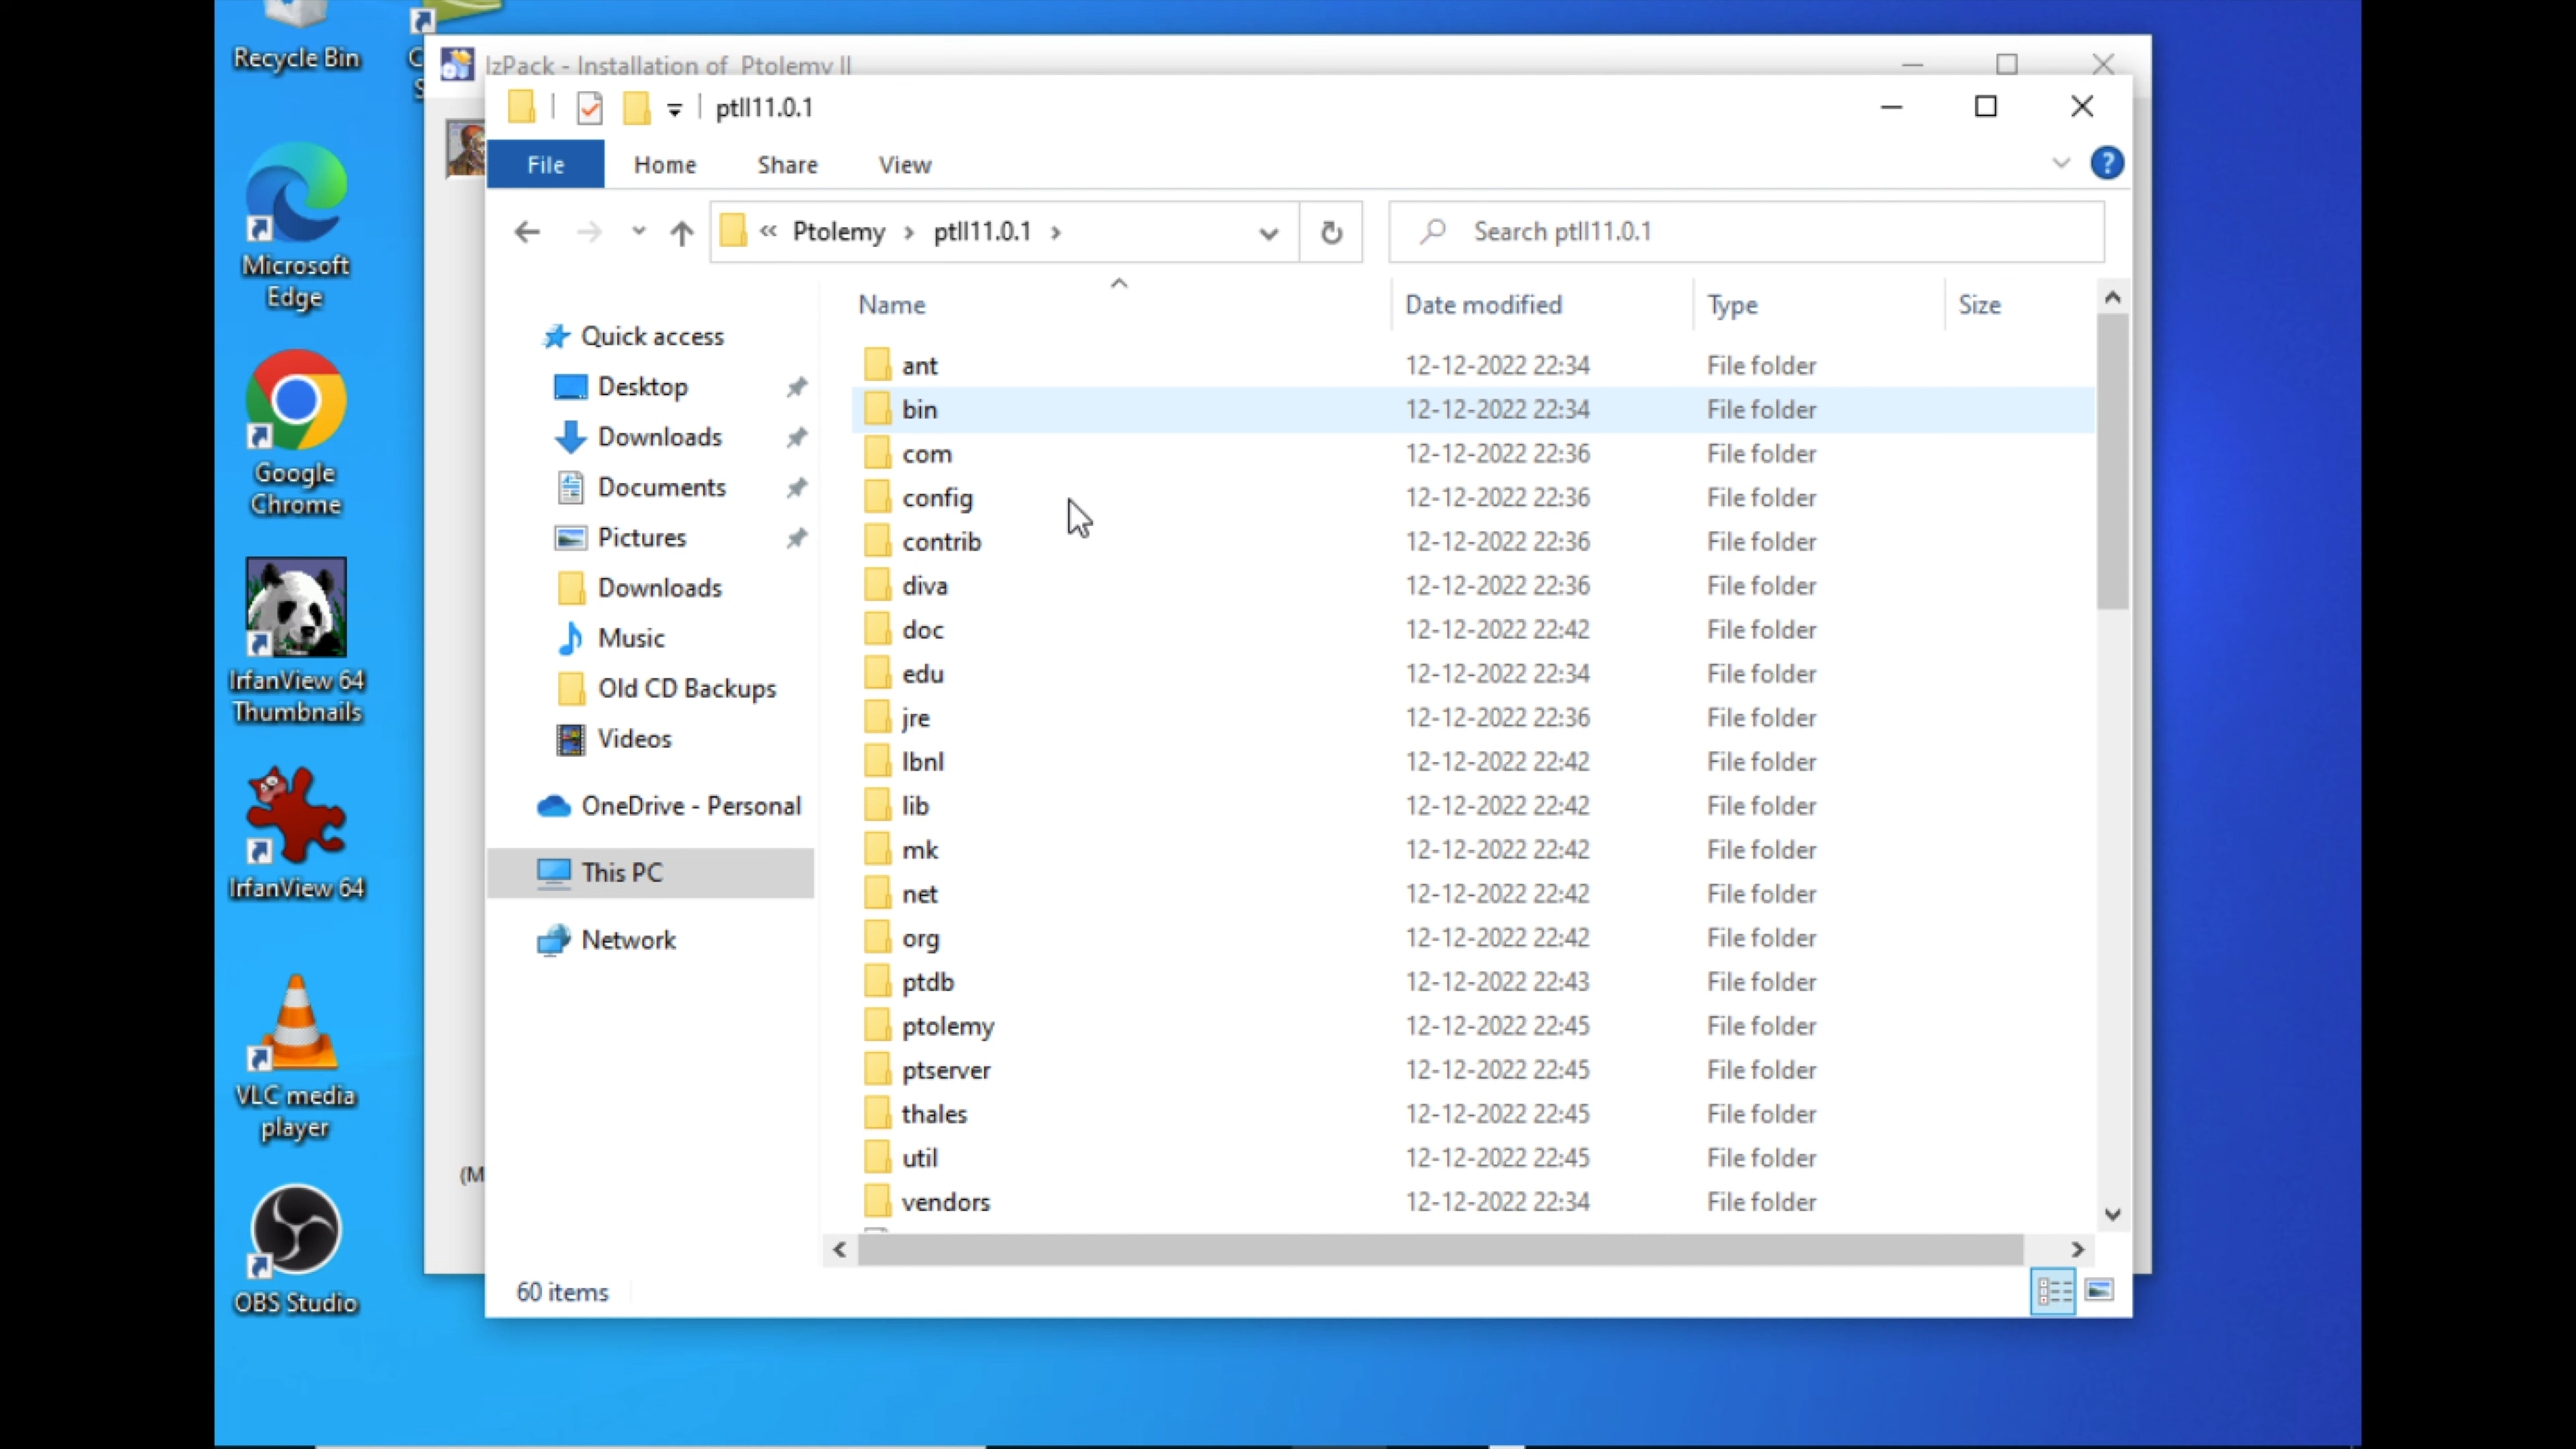 Recycle Bin
IzPack - Installation of Ptolemy II
ptII11.0.1
File Home Share View
« Ptolemy > ptII11.0.1 >
Search ptII11.0.1
Name Date modified Type Size
Quick access
Desktop
Downloads
Documents
Pictures
Downloads
Music
Old CD Backups
Videos
OneDrive - Personal
This PC
Network
ant 12-12-2022 22:34 File folder
bin 12-12-2022 22:34 File folder
com 12-12-2022 22:36 File folder
config 12-12-2022 22:36 File folder
contrib 12-12-2022 22:36 File folder
diva 12-12-2022 22:36 File folder
doc 12-12-2022 22:42 File folder
edu 12-12-2022 22:34 File folder
jre 12-12-2022 22:36 File folder
lbnl 12-12-2022 22:42 File folder
lib 12-12-2022 22:42 File folder
mk 12-12-2022 22:42 File folder
net 12-12-2022 22:42 File folder
org 12-12-2022 22:42 File folder
ptdb 12-12-2022 22:43 File folder
ptolemy 12-12-2022 22:45 File folder
ptserver 12-12-2022 22:45 File folder
thales 12-12-2022 22:45 File folder
util 12-12-2022 22:45 File folder
vendors 12-12-2022 22:34 File folder
60 items
Microsoft
Edge
Google
Chrome
IrfanView 64
Thumbnails
IrfanView 64
VLC media
player
OBS Studio
(M